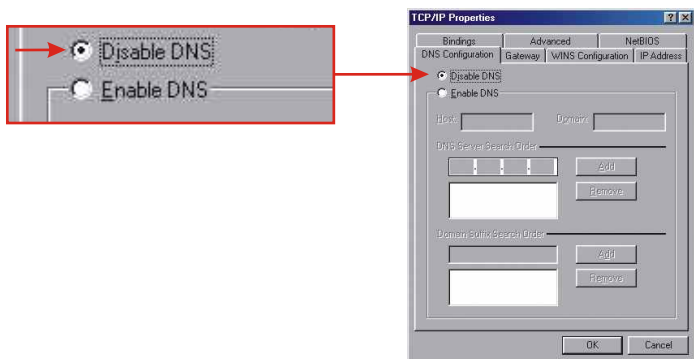 Disable DNS
Enable DNS
TCP/IP Properties
Bindings Advanced NetBIOS
DNS Configuration Gateway WINS Configuration IP Address
Disable DNS
Enable DNS
Host: Domain:
DNS Server Search Order
Add
Remove
Domain Suffix Search Order
Add
Remove
OK Cancel